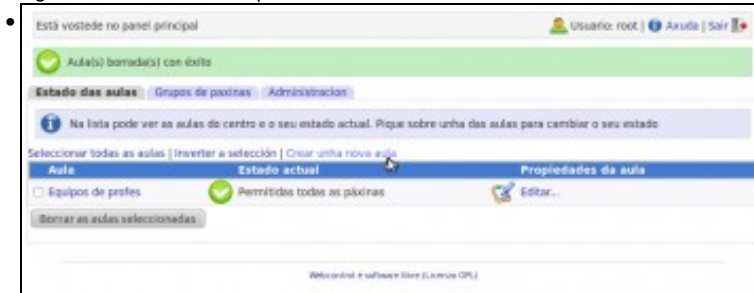 Está vostede no panel principal
Usuario: root | Axuda | Sair
Aula(s) borrada(s) con éxito
Estado das aulas Grupos de paxinas Administracion
Na lista pode ver as aulas do centro e o seu estado actual. Pique sobre unha das aulas para cambiar o seu estado
Seleccionar todas as aulas | Inverter a selección | Crear unha nova aula
Aula Estado actual Propiedades da aula
Equipos de profes Permitidas todas as páxinas Editar...
Borrar as aulas seleccionadas
Webcontrol é software libre (Licenza GPL)